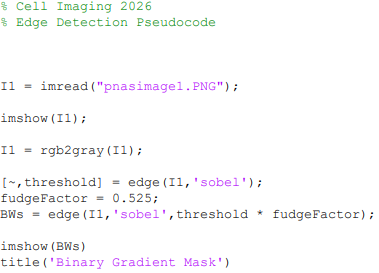 % Cell Imaging 2026
% Edge Detection Pseudocode
I1 = imread("pnasimage1.PNG");
imshow(I1);
I1 = rgb2gray(I1);
[~,threshold] = edge(I1,'sobel');
fudgeFactor = 0.525;
BWs = edge(I1,'sobel',threshold * fudgeFactor);
imshow(BWs)
title('Binary Gradient Mask')